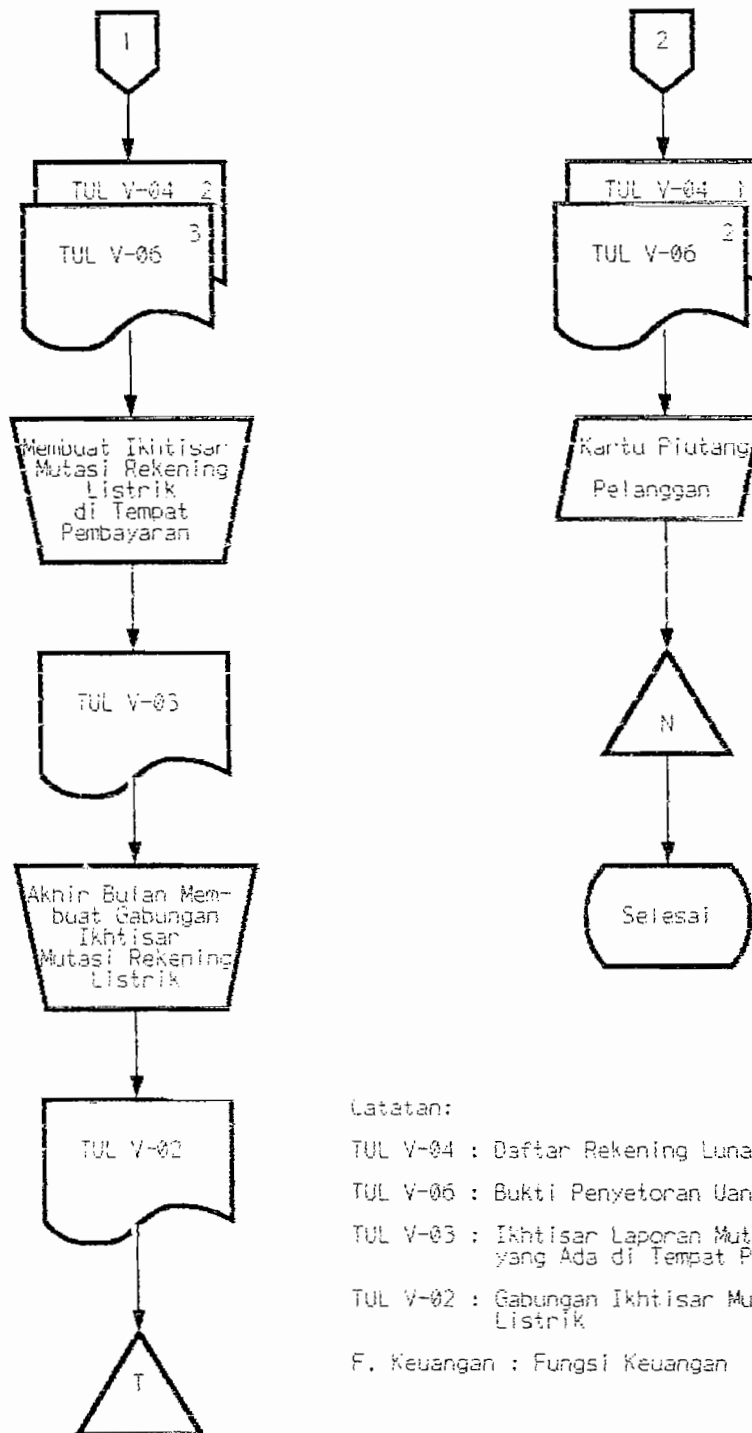 1
TUL V-04 2
TUL V-06 3
Membuat Ikhtisar
Mutasi Rekening
Listrik
di Tempat
Pembayaran
TUL V-03
Akhir Bulan Mem-
buat Gabungan
Ikhtisar
Mutasi Rekening
Listrik
TUL V-02
T
2
TUL V-04 1
TUL V-06 2
Kartu Piutang
Pelanggan
N
Selesai
Catatan:
TUL V-04 : Daftar Rekening Luna
TUL V-06 : Bukti Penyetoran Uan
TUL V-03 : Ikhtisar Laporan Mut
yang Ada di Tempat P
TUL V-02 : Gabungan Ikhtisar Mu
Listrik
F. Keuangan : Fungsi Keuangan